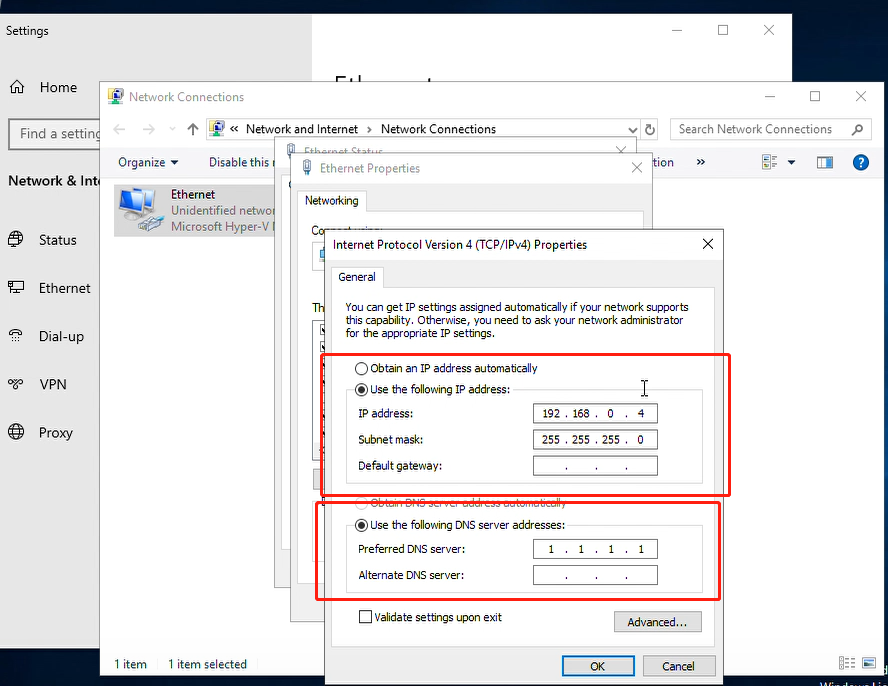 Settings
Home
Find a setting
Network & Inte
Status
Ethernet
Dial-up
VPN
Proxy
Network Connections
« Network and Internet › Network Connections
Search Network Connections
Organize
Disable this
tion
»
Ethernet
Unidentified networ
Microsoft Hyper-V
Ethernet Status
Ethernet Properties
Networking
Connect using:
Th
Internet Protocol Version 4 (TCP/IPv4) Properties
General
You can get IP settings assigned automatically if your network supports
this capability. Otherwise, you need to ask your network administrator
for the appropriate IP settings.
Obtain an IP address automatically
Use the following IP address:
IP address: 192 . 168 . 0 . 4
Subnet mask: 255 . 255 . 255 . 0
Default gateway: . . .
Obtain DNS server address automatically
Use the following DNS server addresses:
Preferred DNS server: 1 . 1 . 1 . 1
Alternate DNS server: . . .
Validate settings upon exit
Advanced...
OK
Cancel
1 item
1 item selected